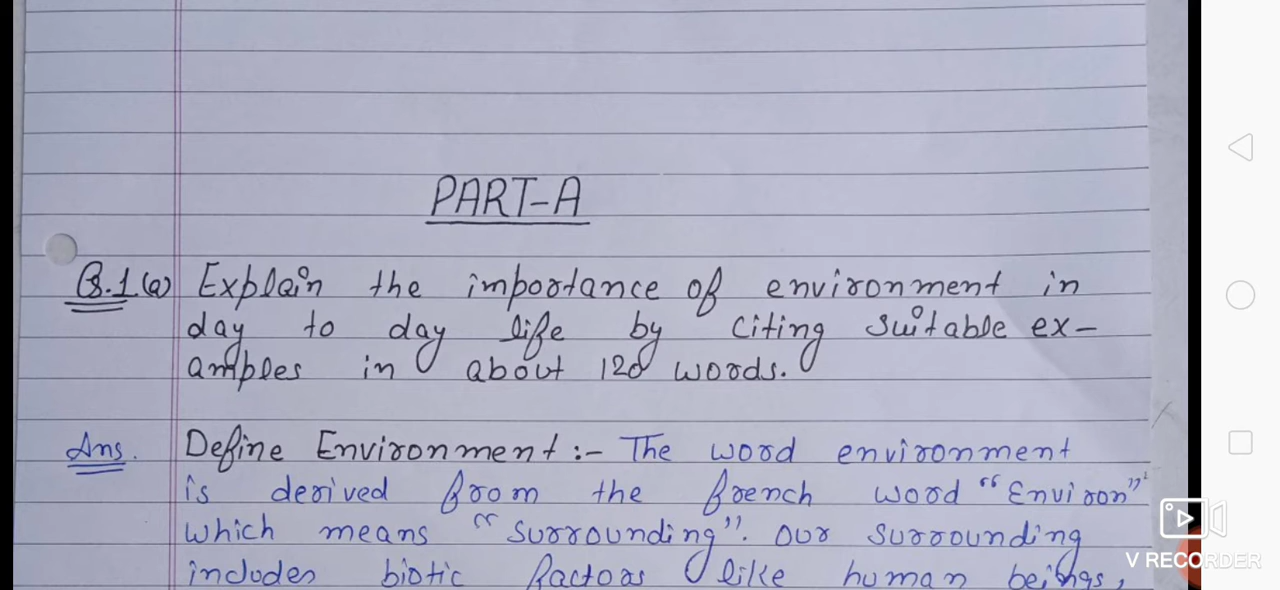 PART-A
Q.1(a) Explain the importance of environment in
day to day life by citing suitable ex-
amples in about 120 words.
Ans. Define Environment :- The word environment
is derived from the french word "Environ"
which means "surrounding". Our surrounding
includes biotic factors like human beings,
V RECORDER